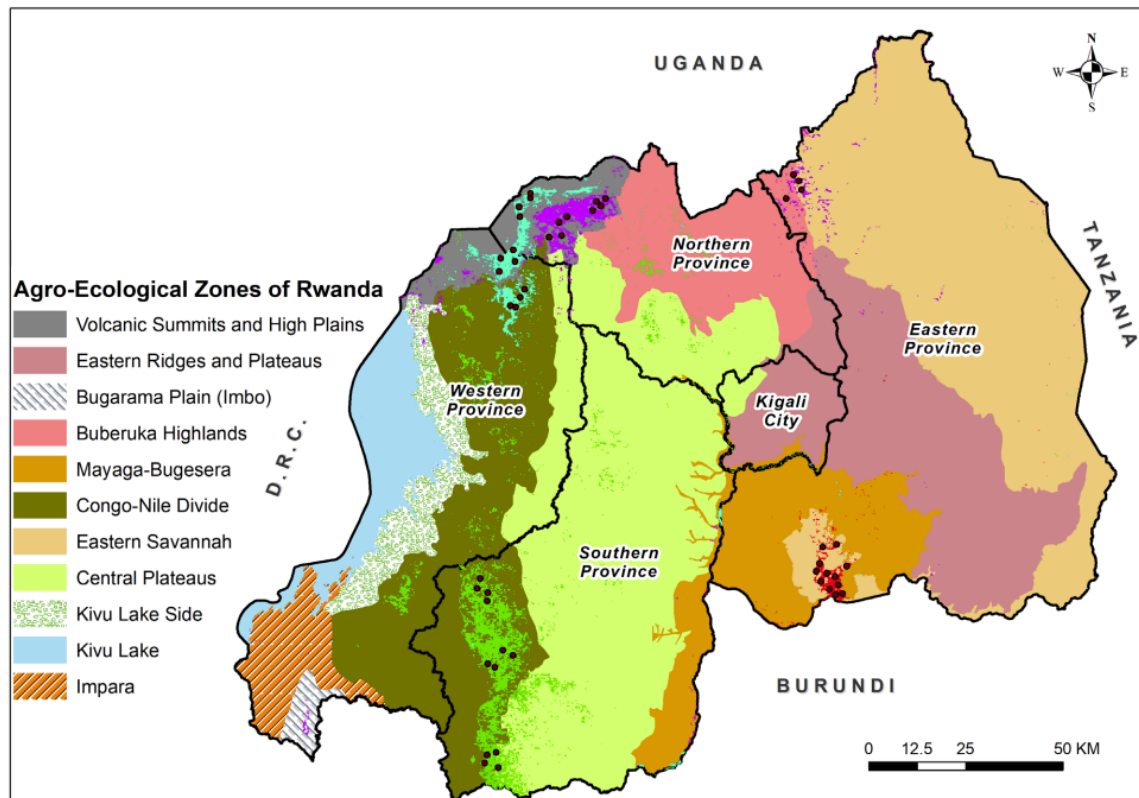 UGANDA
N
W E
S
TANZANIA
Northern
Province
Agro-Ecological Zones of Rwanda
Volcanic Summits and High Plains
Eastern Ridges and Plateaus
Bugarama Plain (Imbo)
Buberuka Highlands
Mayaga-Bugesera
Congo-Nile Divide
Eastern Savannah
Central Plateaus
Kivu Lake Side
Kivu Lake
Impara
Eastern
Province
Western
Province
Kigali
City
D.R.C.
Southern
Province
BURUNDI
0 12.5 25 50 KM